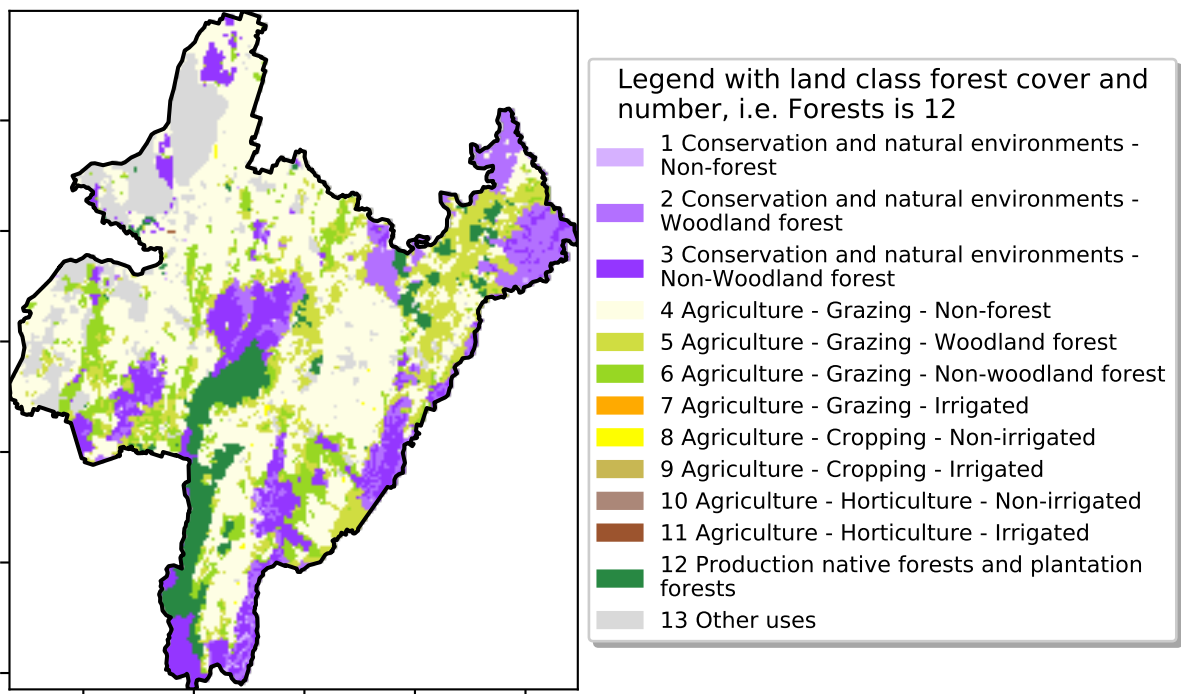 Legend with land class forest cover and
number, i.e. Forests is 12
1 Conservation and natural environments -
Non-forest
2 Conservation and natural environments -
Woodland forest
3 Conservation and natural environments -
Non-Woodland forest
4 Agriculture - Grazing - Non-forest
5 Agriculture - Grazing - Woodland forest
6 Agriculture - Grazing - Non-woodland forest
7 Agriculture - Grazing - Irrigated
8 Agriculture - Cropping - Non-irrigated
9 Agriculture - Cropping - Irrigated
10 Agriculture - Horticulture - Non-irrigated
11 Agriculture - Horticulture - Irrigated
12 Production native forests and plantation
forests
13 Other uses